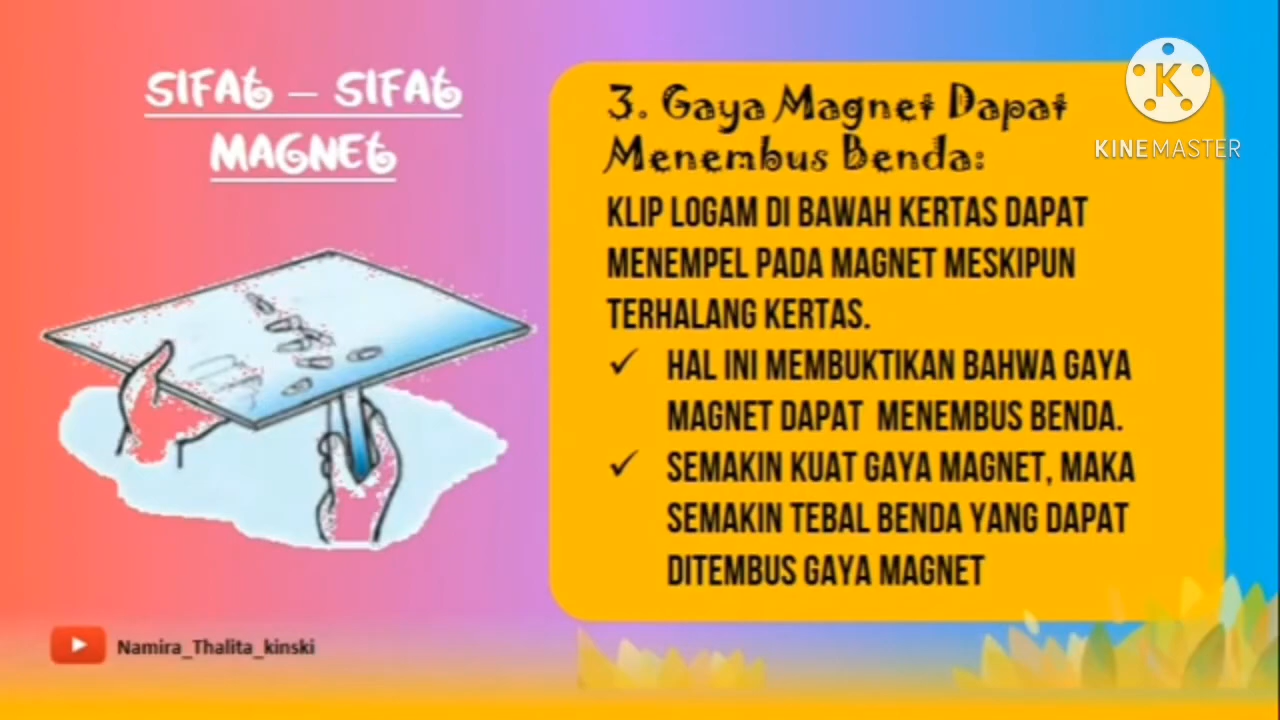 SIFAt – SIFAt
MAGNEt
3. Gaya Magnet Dapat
Menembus Benda:
KLIP LOGAM DI BAWAH KERTAS DAPAT
MENEMPEL PADA MAGNET MESKIPUN
TERHALANG KERTAS.
✓ HAL INI MEMBUKTIKAN BAHWA GAYA
MAGNET DAPAT MENEMBUS BENDA.
✓ SEMAKIN KUAT GAYA MAGNET, MAKA
SEMAKIN TEBAL BENDA YANG DAPAT
DITEMBUS GAYA MAGNET
K
KINEMASTER
Namira_Thalita_kinski